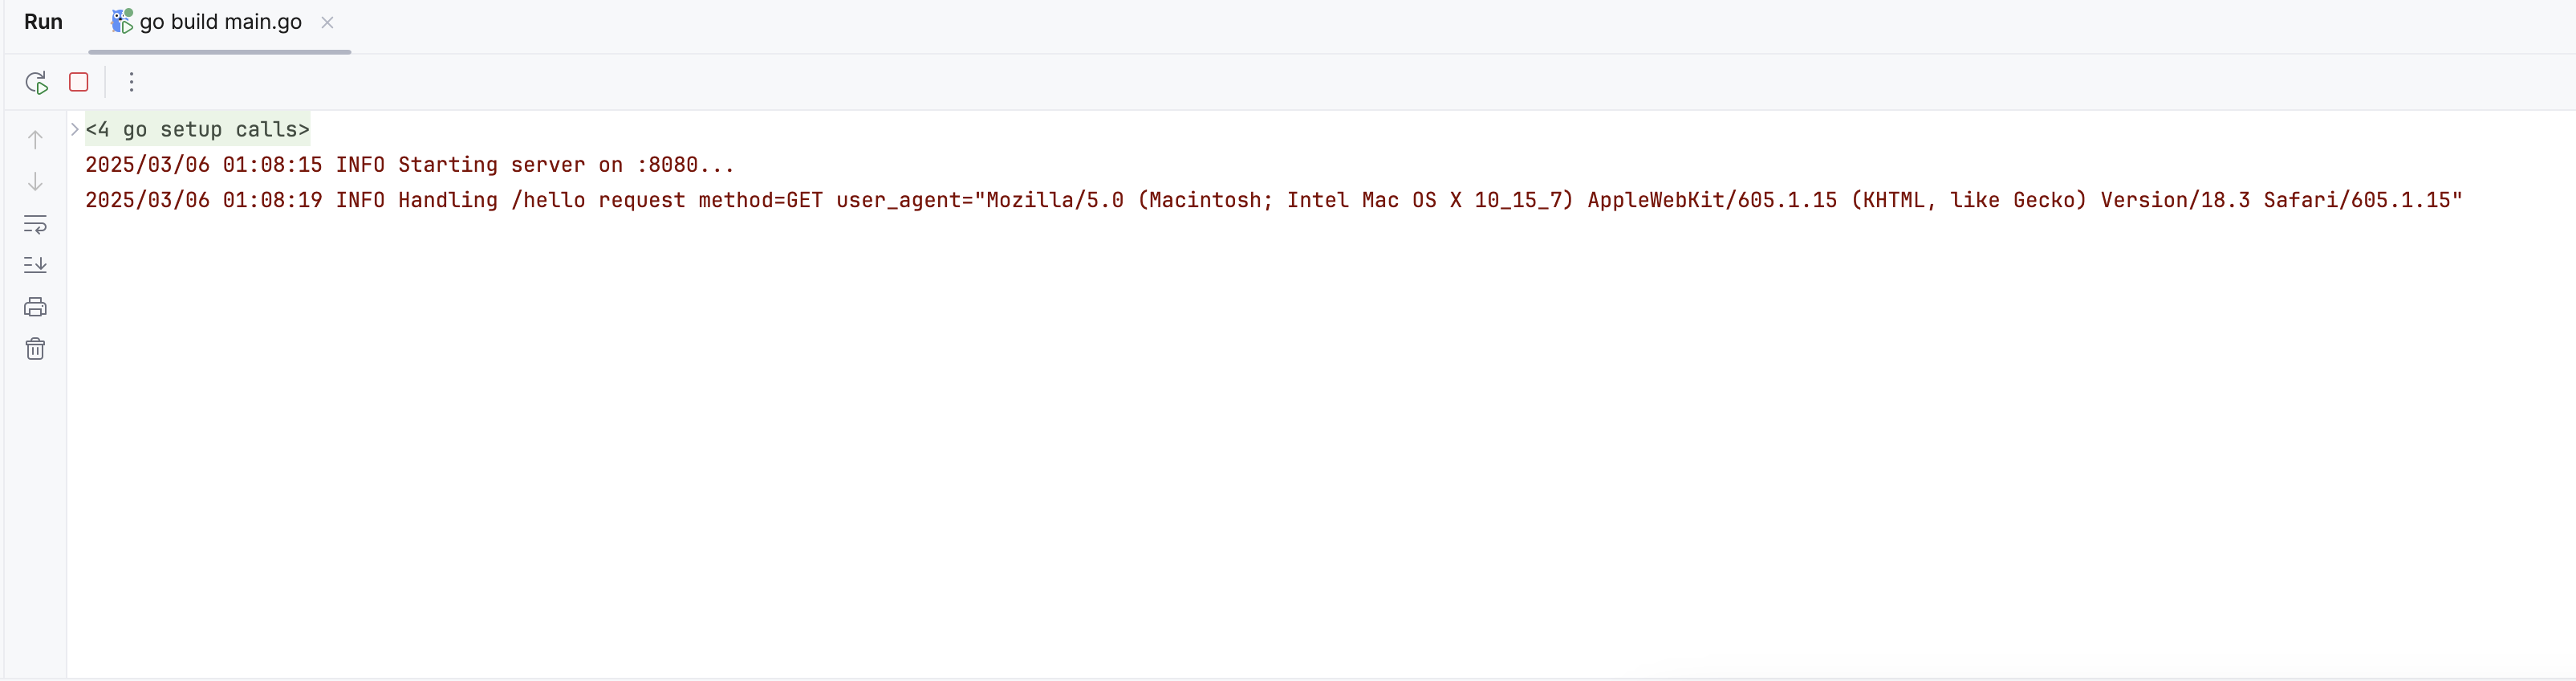 Run go build main.go
<4 go setup calls>
2025/03/06 01:08:15 INFO Starting server on :8080...
2025/03/06 01:08:19 INFO Handling /hello request method=GET user_agent="Mozilla/5.0 (Macintosh; Intel Mac OS X 10_15_7) AppleWebKit/605.1.15 (KHTML, like Gecko) Version/18.3 Safari/605.1.15"